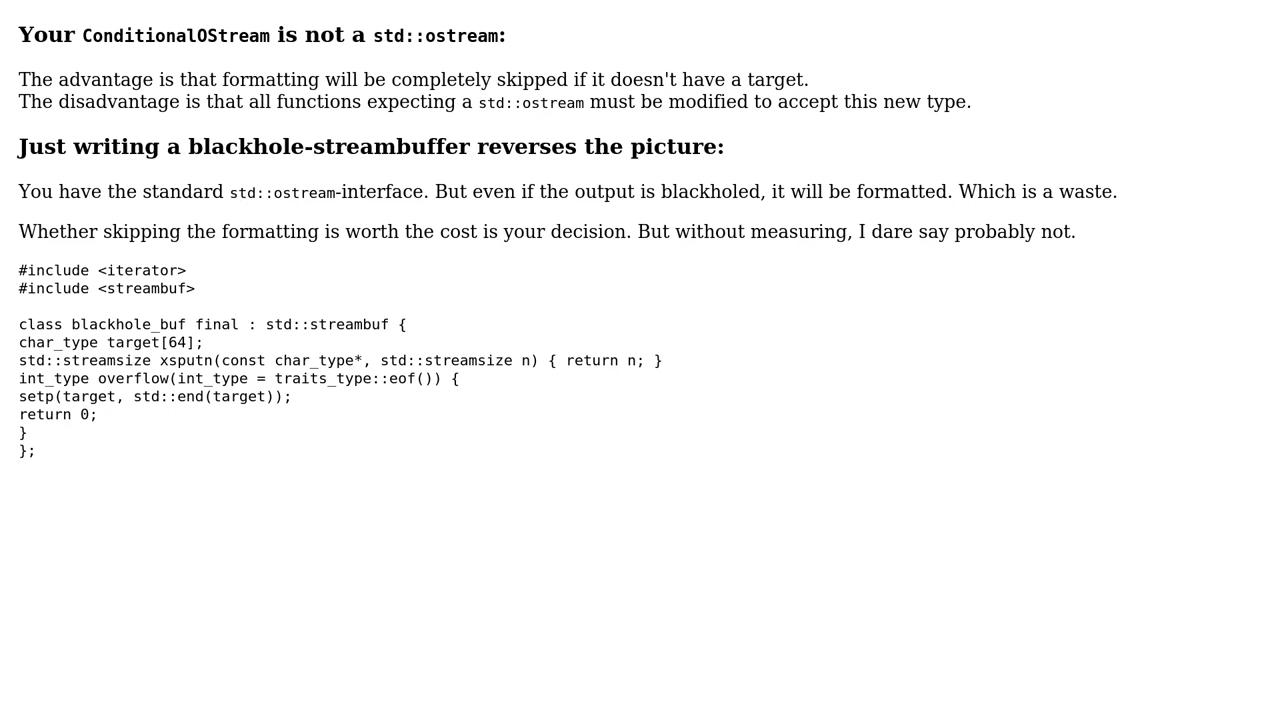 Your ConditionalOStream is not a std::ostream:
The advantage is that formatting will be completely skipped if it doesn't have a target.
The disadvantage is that all functions expecting a std::ostream must be modified to accept this new type.
Just writing a blackhole-streambuffer reverses the picture:
You have the standard std::ostream-interface. But even if the output is blackholed, it will be formatted. Which is a waste.
Whether skipping the formatting is worth the cost is your decision. But without measuring, I dare say probably not.
#include <iterator>
#include <streambuf>
class blackhole_buf final : std::streambuf {
char_type target[64];
std::streamsize xsputn(const char_type*, std::streamsize n) { return n; }
int_type overflow(int_type = traits_type::eof()) {
setp(target, std::end(target));
return 0;
}
};